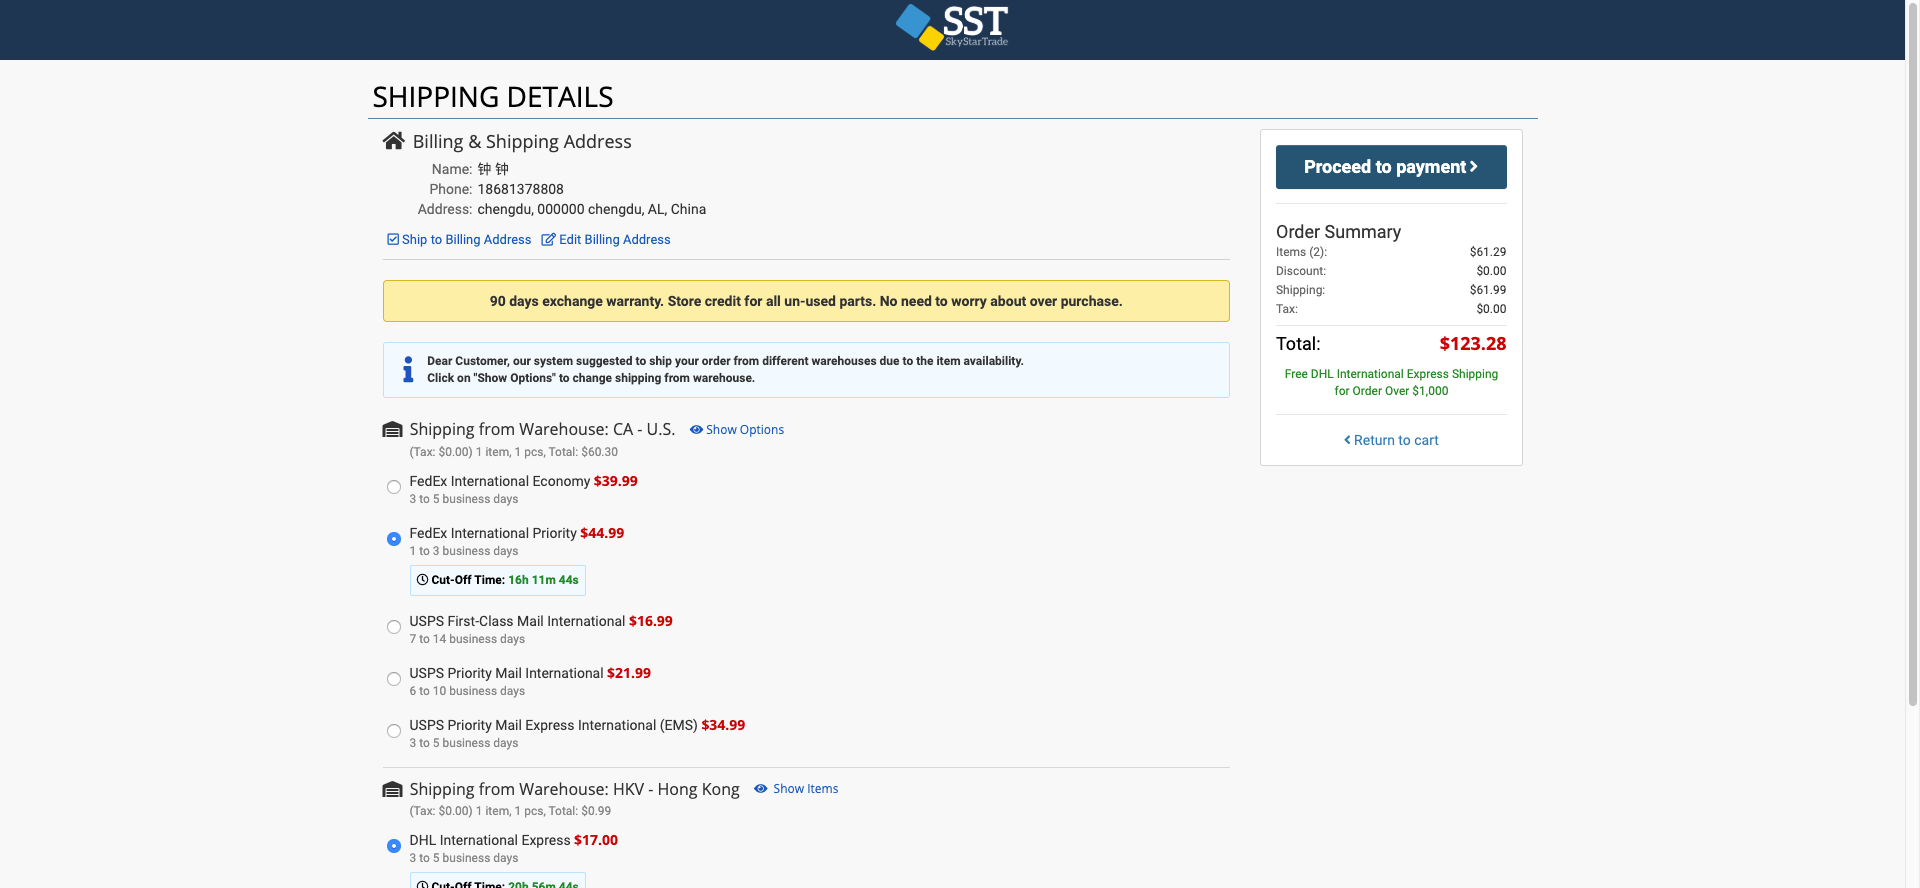 SST
SkyStarTrade
SHIPPING DETAILS
Billing & Shipping Address
Name: 钟 钟
Phone: 18681378808
Address: chengdu, 000000 chengdu, AL, China
Ship to Billing Address Edit Billing Address
90 days exchange warranty. Store credit for all un-used parts. No need to worry about over purchase.
Dear Customer, our system suggested to ship your order from different warehouses due to the item availability.
Click on "Show Options" to change shipping from warehouse.
Shipping from Warehouse: CA - U.S. Show Options
(Tax: $0.00) 1 item, 1 pcs, Total: $60.30
FedEx International Economy $39.99
3 to 5 business days
FedEx International Priority $44.99
1 to 3 business days
Cut-Off Time: 16h 11m 44s
USPS First-Class Mail International $16.99
7 to 14 business days
USPS Priority Mail International $21.99
6 to 10 business days
USPS Priority Mail Express International (EMS) $34.99
3 to 5 business days
Shipping from Warehouse: HKV - Hong Kong Show Items
(Tax: $0.00) 1 item, 1 pcs, Total: $0.99
DHL International Express $17.00
3 to 5 business days
Cut-Off Time: 20h 56m 44s
Proceed to payment
Order Summary
Items (2): $61.29
Discount: $0.00
Shipping: $61.99
Tax: $0.00
Total: $123.28
Free DHL International Express Shipping
for Order Over $1,000
Return to cart